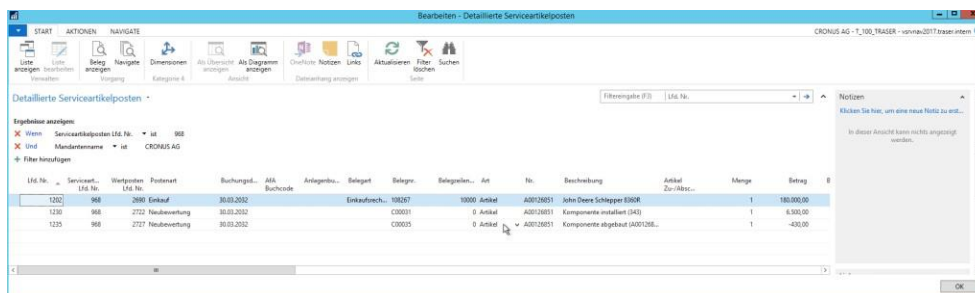 Bearbeiten - Detaillierte Serviceartikelposten
START AKTIONEN NAVIGATE
CRONUS AG - T_100_TRASER - vsrvnav2017.traser.intern
Liste anzeigen
Liste bearbeiten
Beleg anzeigen
Navigate
Dimensionen
Als Übersicht anzeigen
Als Diagramm anzeigen
OneNote Notizen Links
Aktualisieren
Filter löschen
Suchen
Verwalten Vorgang Kategorie 4 Ansicht Dateianhang anzeigen Seite
Detaillierte Serviceartikelposten
Filtereingabe (F3) Lfd. Nr.
Notizen
Klicken Sie hier, um eine neue Notiz zu erst...
In dieser Ansicht kann nichts angezeigt werden.
Ergebnisse anzeigen:
Wenn Serviceartikelposten Lfd. Nr. ist 968
Und Mandantenname ist CRONUS AG
Filter hinzufügen
Lfd. Nr. Serviceart... Lfd. Nr. Wertposten Lfd. Nr. Postenart Buchungsd... AfA Buchcode Anlagenbu... Belegart Belegnr. Belegzeilen... Art Nr. Beschreibung Artikel Zu-/Absc... Menge Betrag B
1202 968 2690 Einkauf 30.03.2032 Einkaufsrech... 108267 10000 Artikel A00126051 John Deere Schlepper 8360R 1 180.000,00
1230 968 2722 Neubewertung 30.03.2032 C00031 0 Artikel A00126051 Komponente installiert (343) 1 6.500,00
1235 968 2727 Neubewertung 30.03.2032 C00035 0 Artikel A00126051 Komponente abgebaut (A001268... 1 -430,00
OK